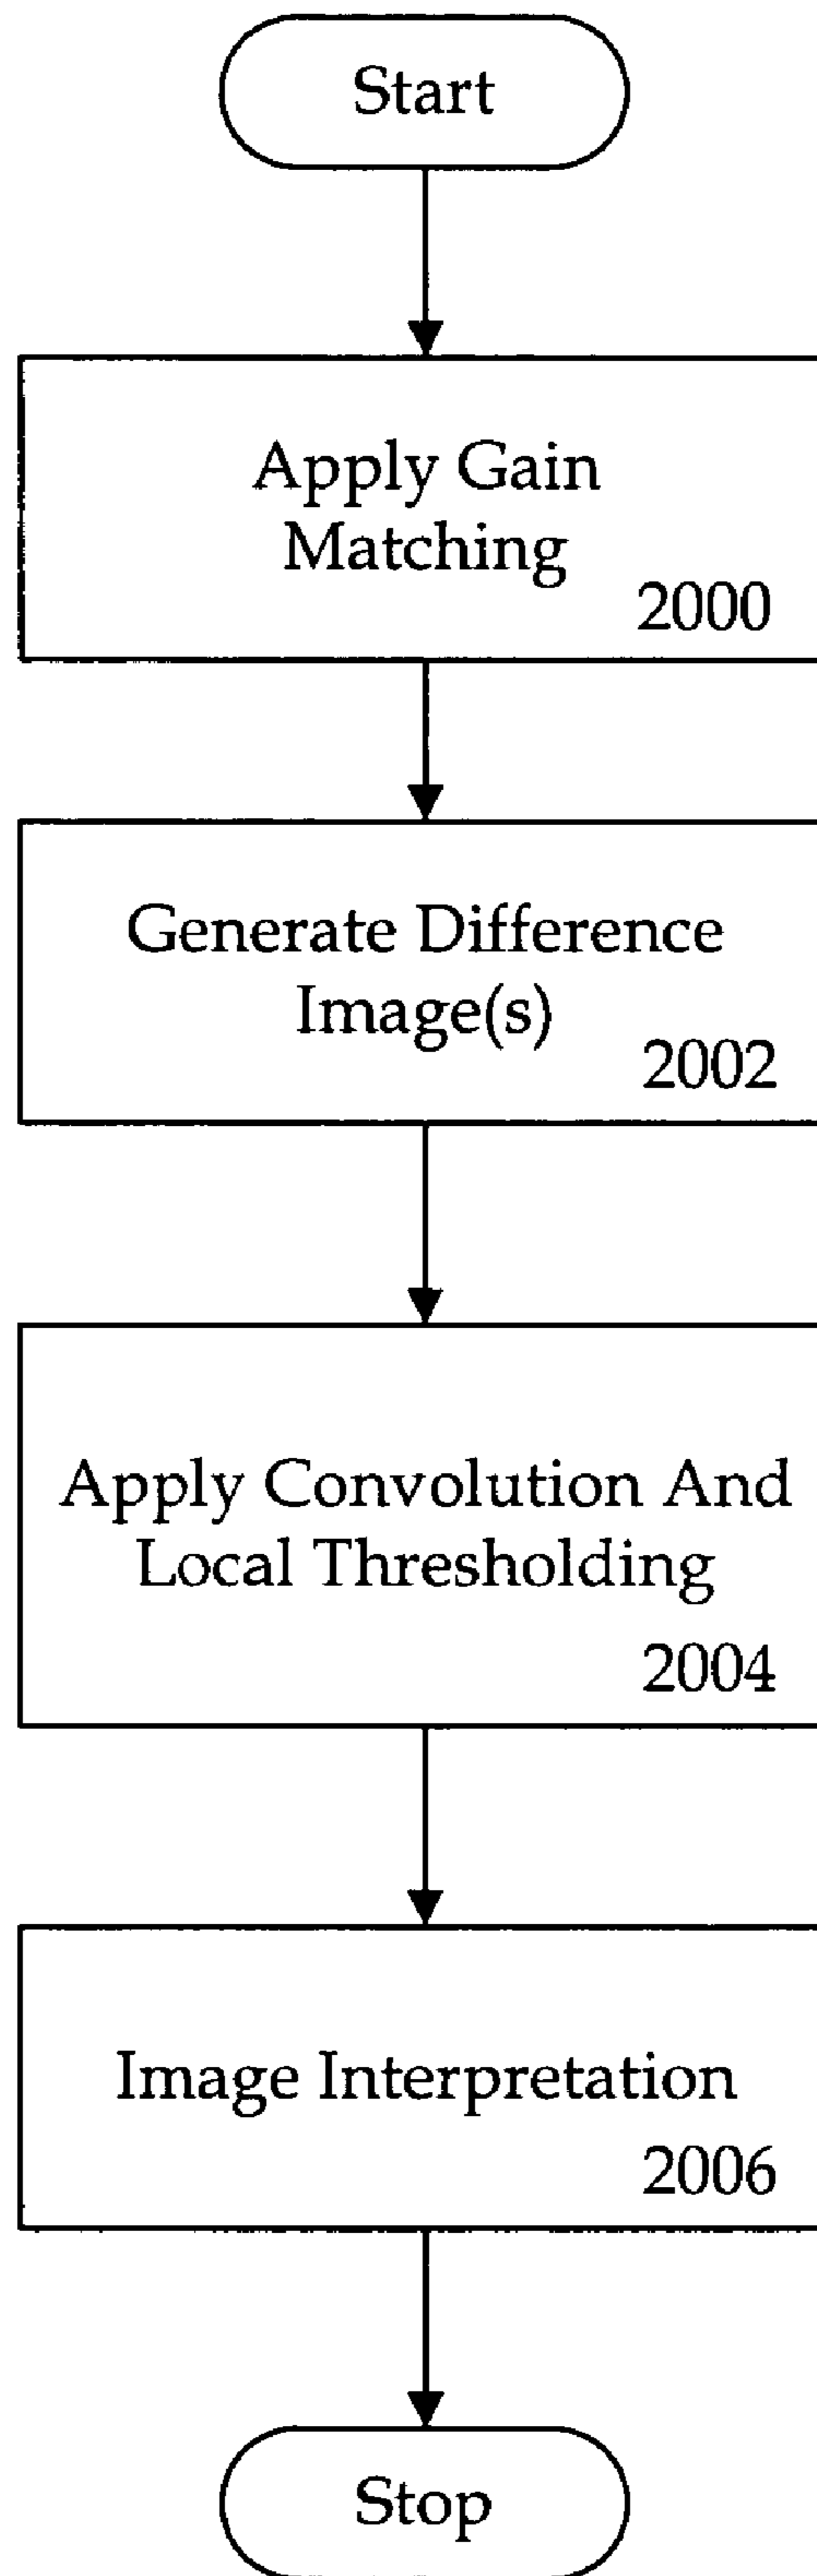 Start
Apply Gain
Matching
2000
Generate Difference
Image(s)
2002
Apply Convolution And
Local Thresholding
2004
Image Interpretation
2006
Stop